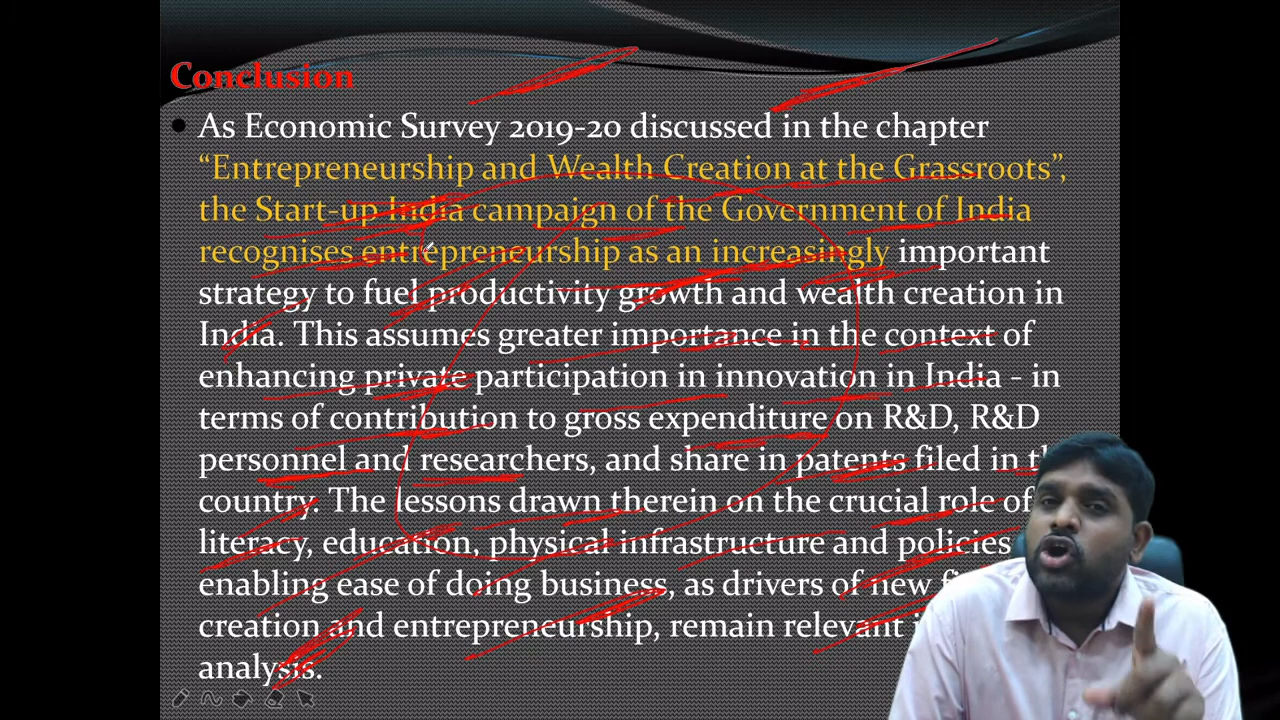 Conclusion
• As Economic Survey 2019-20 discussed in the chapter
“Entrepreneurship and Wealth Creation at the Grassroots”,
the Start-up India campaign of the Government of India
recognises entrepreneurship as an increasingly important
strategy to fuel productivity growth and wealth creation in
India. This assumes greater importance in the context of
enhancing private participation in innovation in India - in
terms of contribution to gross expenditure on R&D, R&D
personnel and researchers, and share in patents filed in
country. The lessons drawn therein on the crucial role of
literacy, education, physical infrastructure and policies
enabling ease of doing business, as drivers of new
creation and entrepreneurship, remain relevant
analysis.